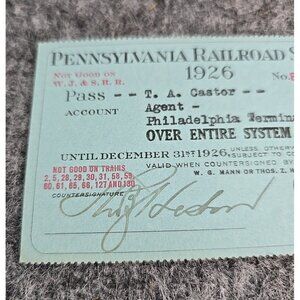 PENNSYLVANIA RAILROAD S
NOT GOOD ON
W. J. & S. R. R.
1926
No.
Pass -- T. A. Castor --
ACCOUNT Agent -
Philadelphia Termina
OVER ENTIRE SYSTEM
UNTIL DECEMBER 31ST 1926 UNLESS OTHERW
SUBJECT TO CO
VALID WHEN COUNTERSIGNED BY
W. G. MANN OR THOS. Z. H
NOT GOOD ON TRAINS
2, 5, 28, 29, 30, 31, 58, 59,
60, 61, 65, 66, 127 AND 180
COUNTERSIGNATURE